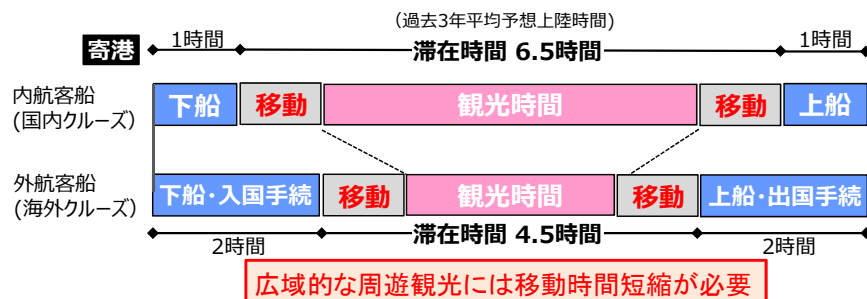 (過去3年平均予想上陸時間)
寄港 1時間 滞在時間 6.5時間 1時間
内航客船
(国内クルーズ)
下船 移動 観光時間 移動 上船
外航客船
(海外クルーズ)
下船・入国手続 移動 観光時間 移動 上船・出国手続
2時間 滞在時間 4.5時間 2時間
広域的な周遊観光には移動時間短縮が必要